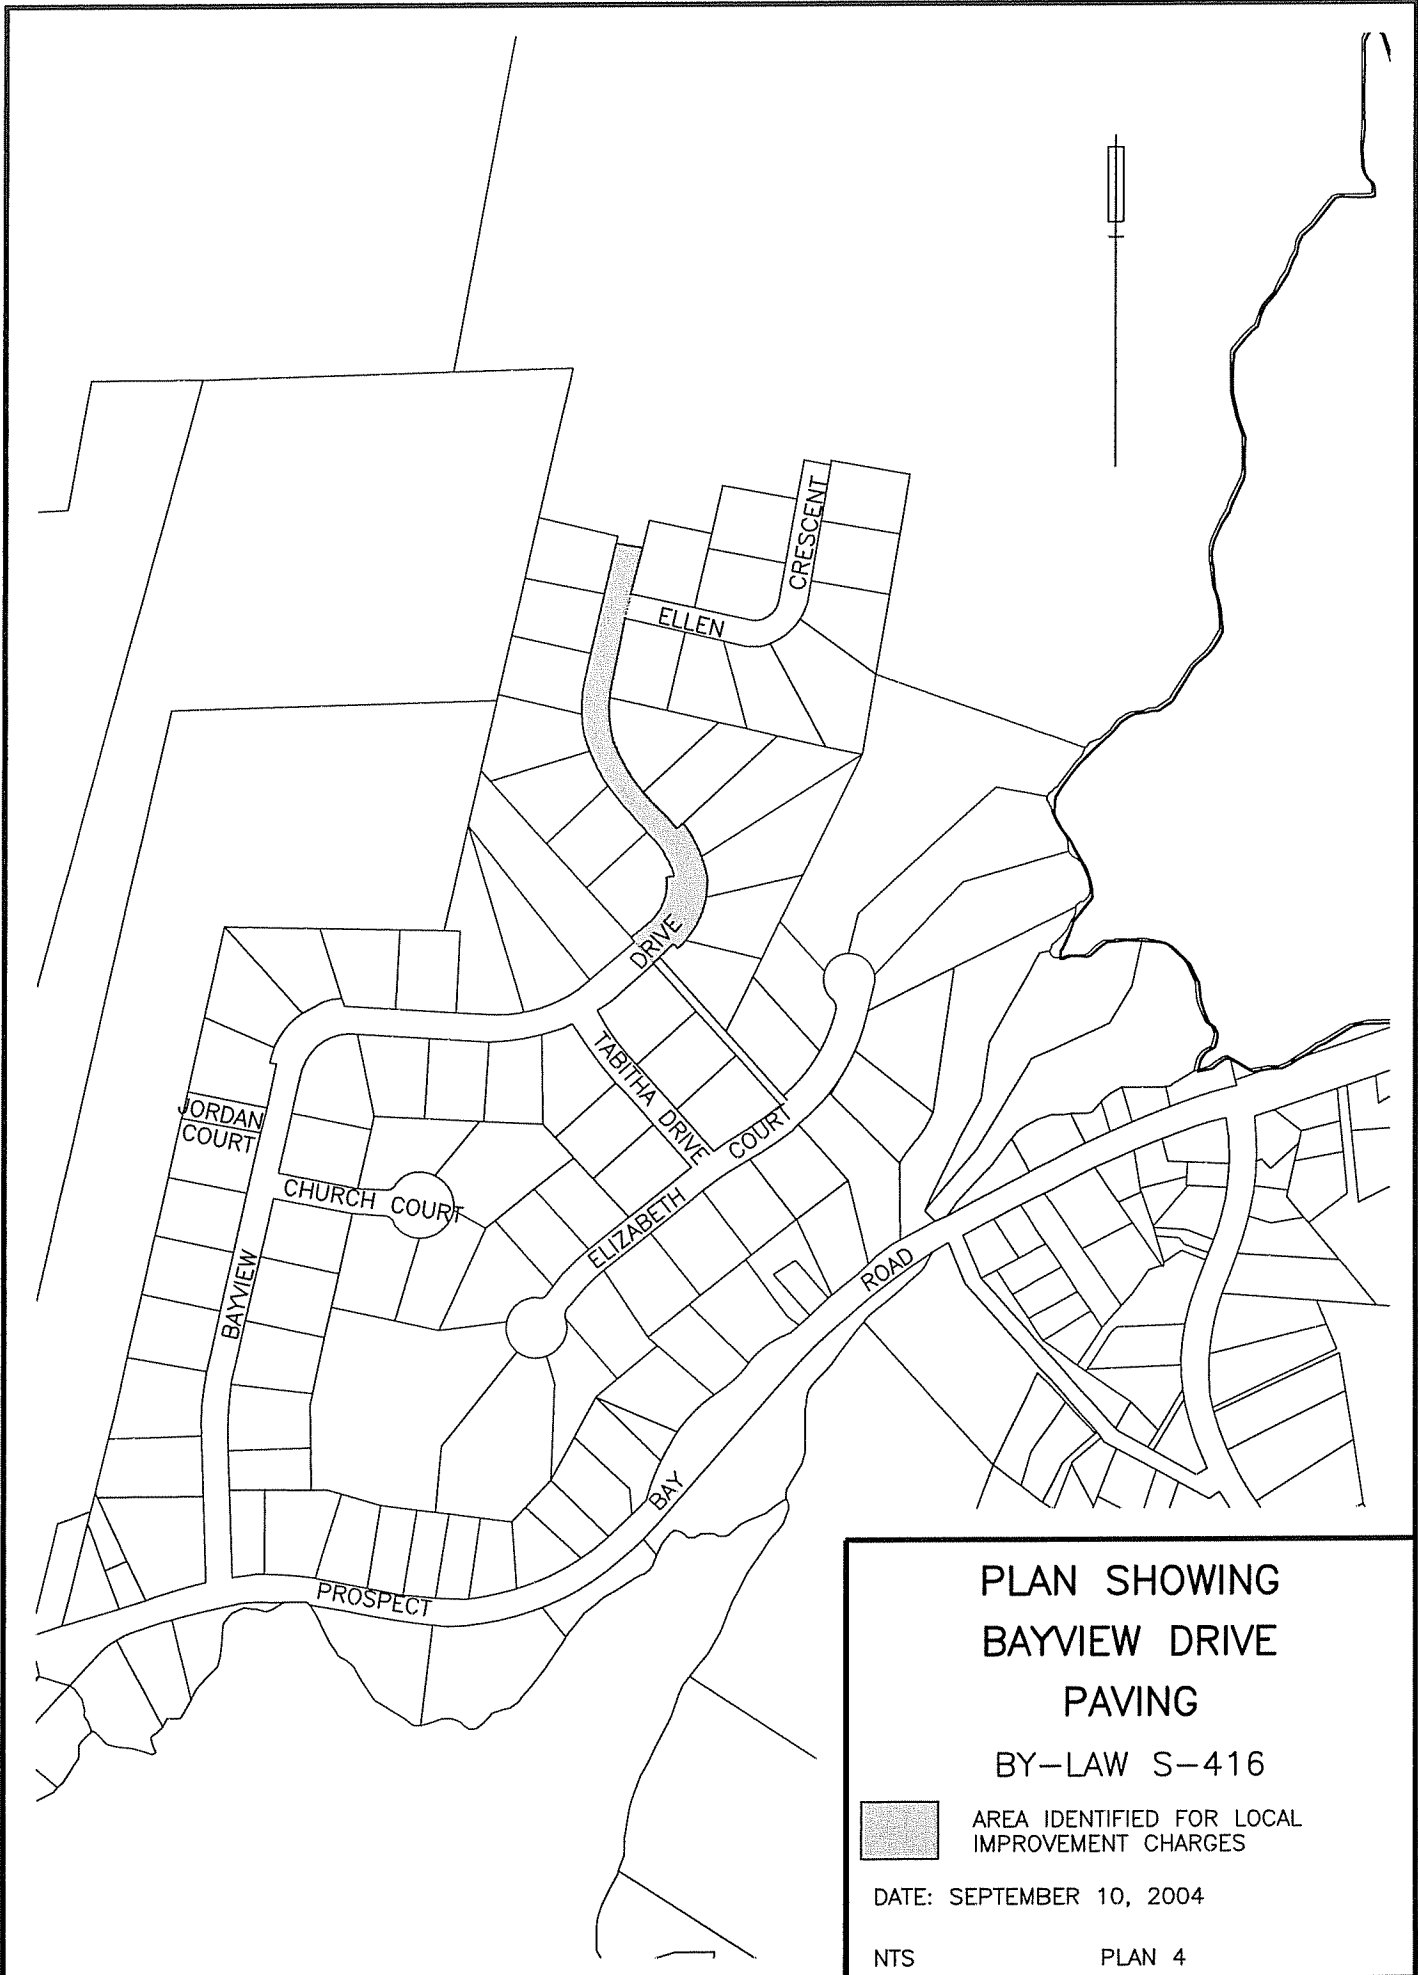 CRESCENT
ELLEN
DRIVE
TABITHA DRIVE
JORDAN
COURT
COURT
CHURCH COURT
ELIZABETH
BAYVIEW
ROAD
BAY
PROSPECT
PLAN SHOWING
BAYVIEW DRIVE
PAVING
BY-LAW S-416
AREA IDENTIFIED FOR LOCAL
IMPROVEMENT CHARGES
DATE: SEPTEMBER 10, 2004
NTS PLAN 4